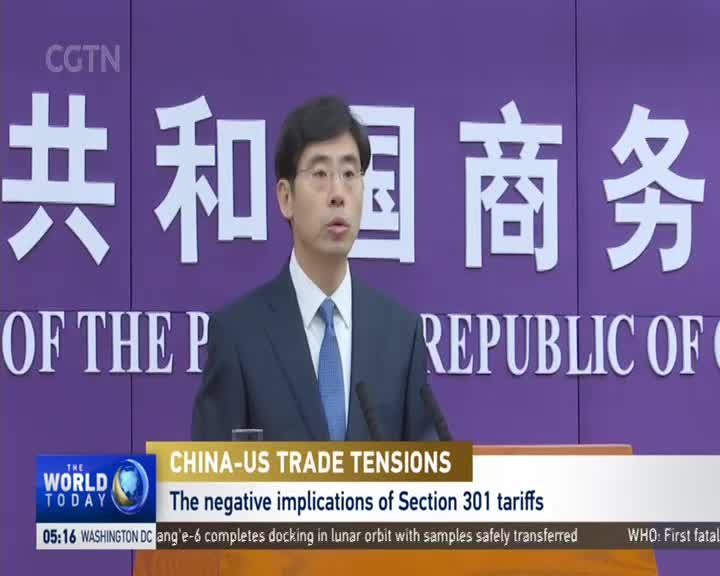 CGTN
共和国商务
OF THE P REPUBLIC OF
CHINA-US TRADE TENSIONS
THE
WORLD
TODAY
The negative implications of Section 301 tariffs
05:16 WASHINGTON DC
ang'e-6 completes docking in lunar orbit with samples safely transferred WHO: First fatal